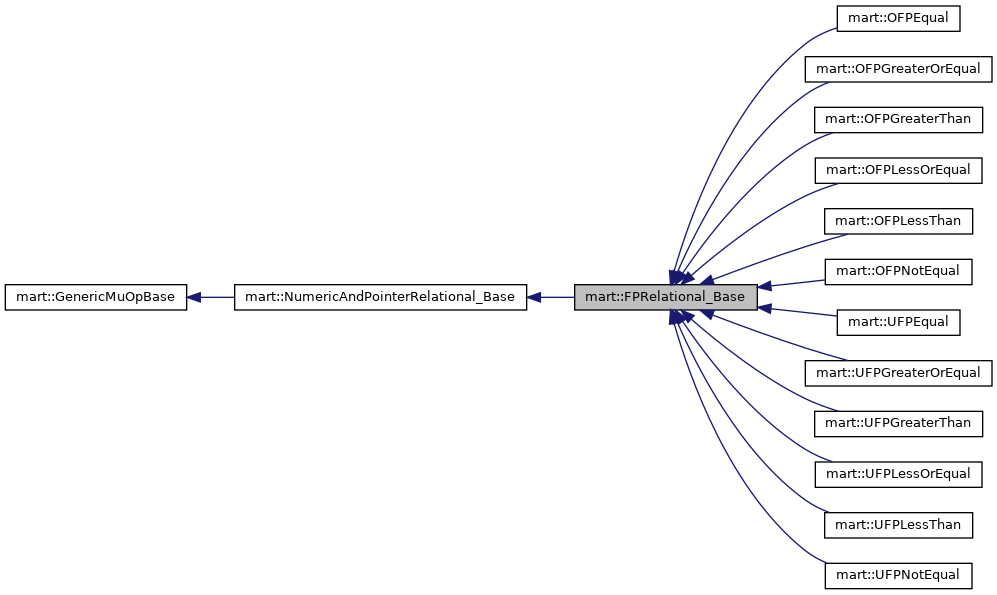 mart::OFPEqual
mart::OFPGreaterOrEqual
mart::OFPGreaterThan
mart::OFPLessOrEqual
mart::OFPLessThan
mart::OFPNotEqual
mart::GenericMuOpBase
mart::NumericAndPointerRelational_Base
mart::FPRelational_Base
mart::UFPEqual
mart::UFPGreaterOrEqual
mart::UFPGreaterThan
mart::UFPLessOrEqual
mart::UFPLessThan
mart::UFPNotEqual